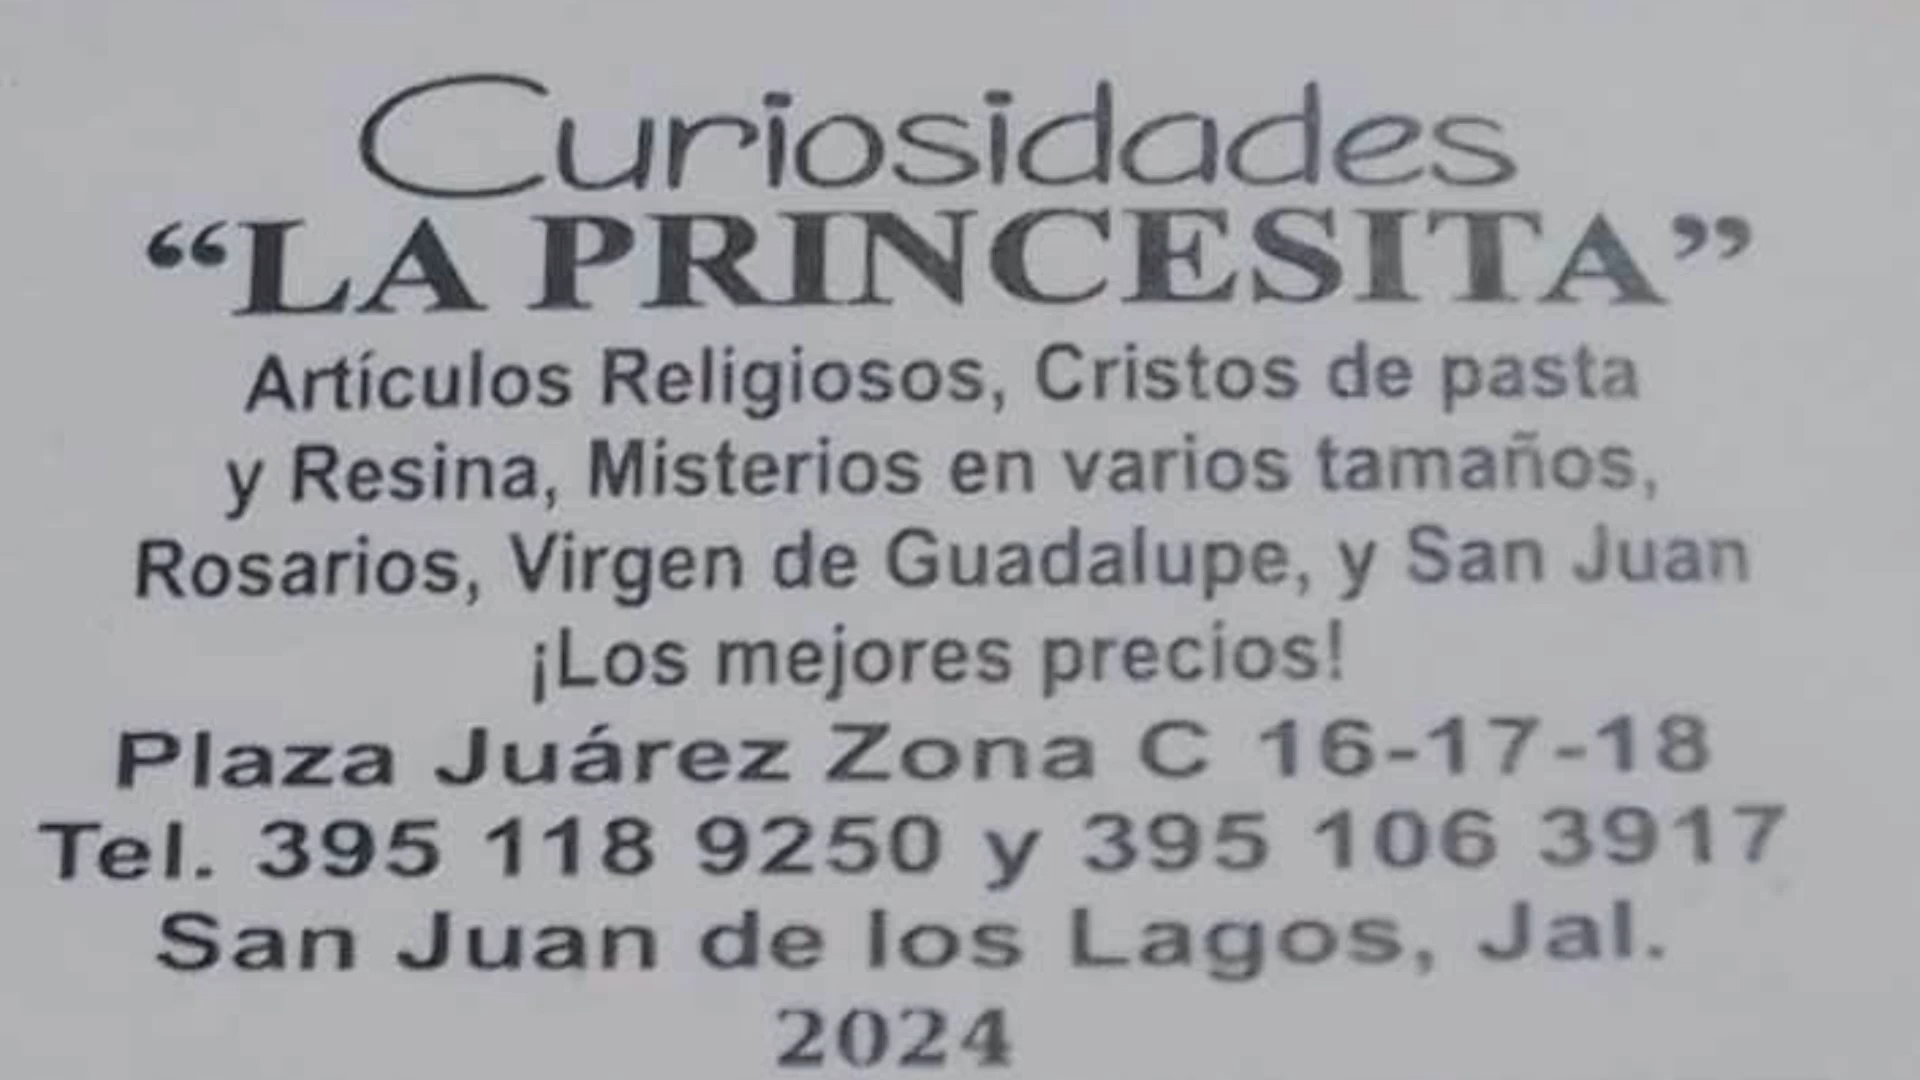 Curiosidades
“LA PRINCESITA”
Artículos Religiosos, Cristos de pasta
y Resina, Misterios en varios tamaños,
Rosarios, Virgen de Guadalupe, y San Juan
¡Los mejores precios!
Plaza Juárez Zona C 16-17-18
Tel. 395 118 9250 y 395 106 3917
San Juan de los Lagos, Jal.
2024